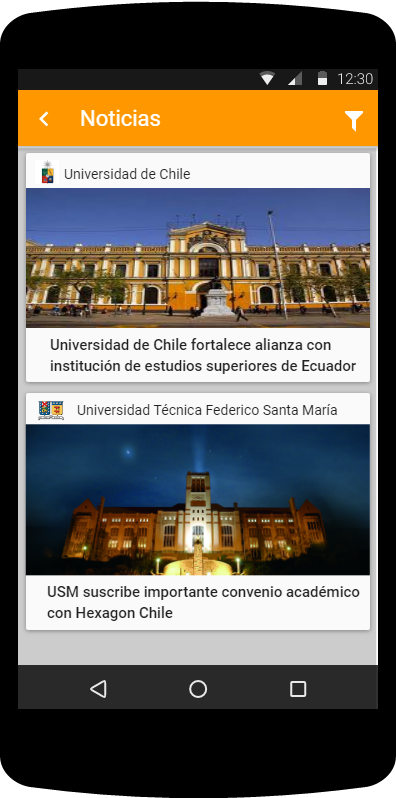 12:30
Noticias
Universidad de Chile
Universidad de Chile fortalece alianza con
institución de estudios superiores de Ecuador
Universidad Técnica Federico Santa María
USM suscribe importante convenio académico
con Hexagon Chile